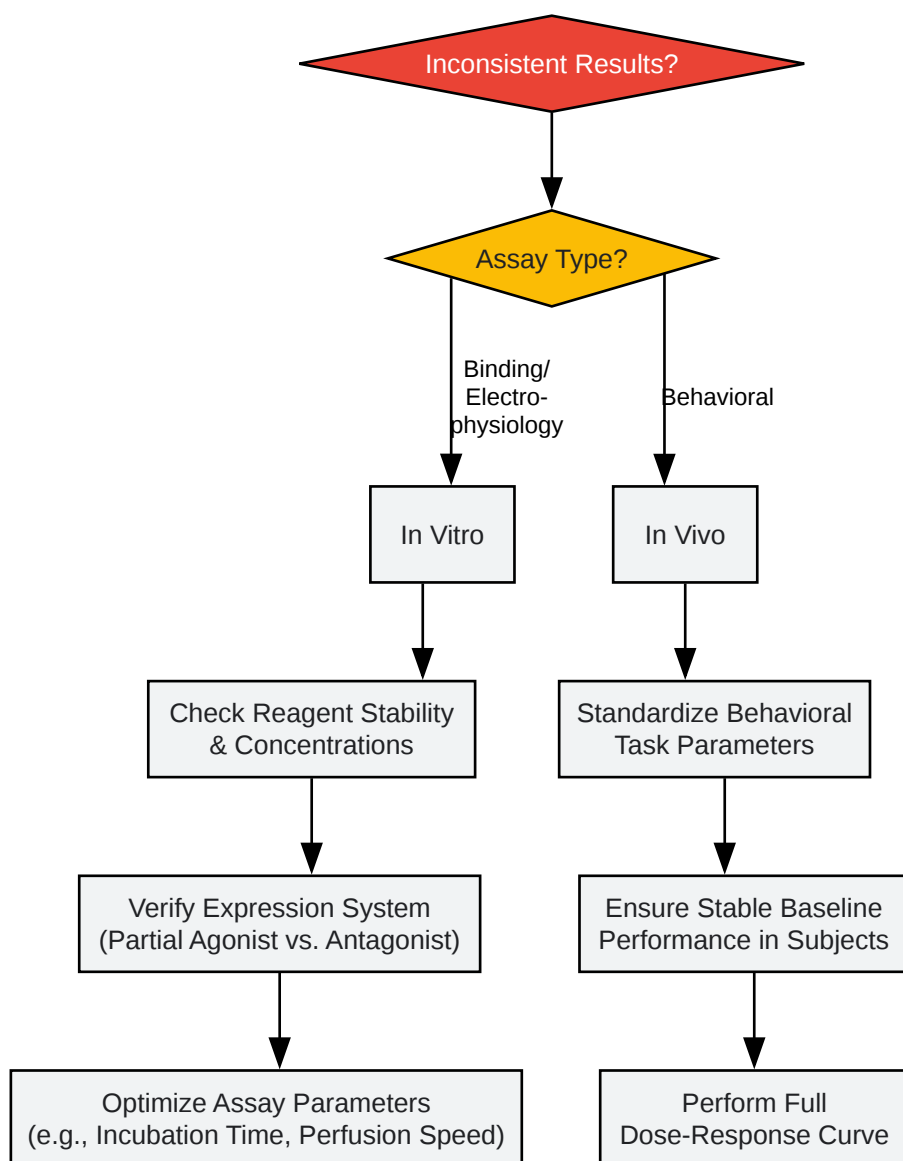 Inconsistent Results?
Assay Type?
Binding/
Electro-
physiology
Behavioral
In Vitro
In Vivo
Check Reagent Stability
& Concentrations
Standardize Behavioral
Task Parameters
Verify Expression System
(Partial Agonist vs. Antagonist)
Ensure Stable Baseline
Performance in Subjects
Optimize Assay Parameters
(e.g., Incubation Time, Perfusion Speed)
Perform Full
Dose-Response Curve